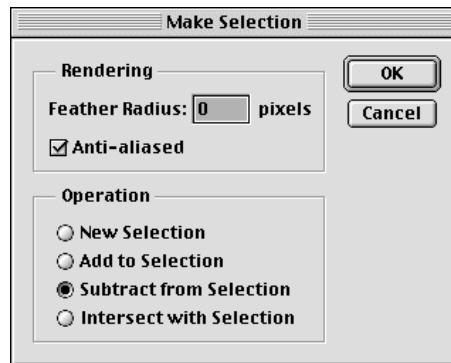 Make Selection
Rendering
Feather Radius: 0 pixels
Anti-aliased
OK
Cancel
Operation
New Selection
Add to Selection
Subtract from Selection
Intersect with Selection